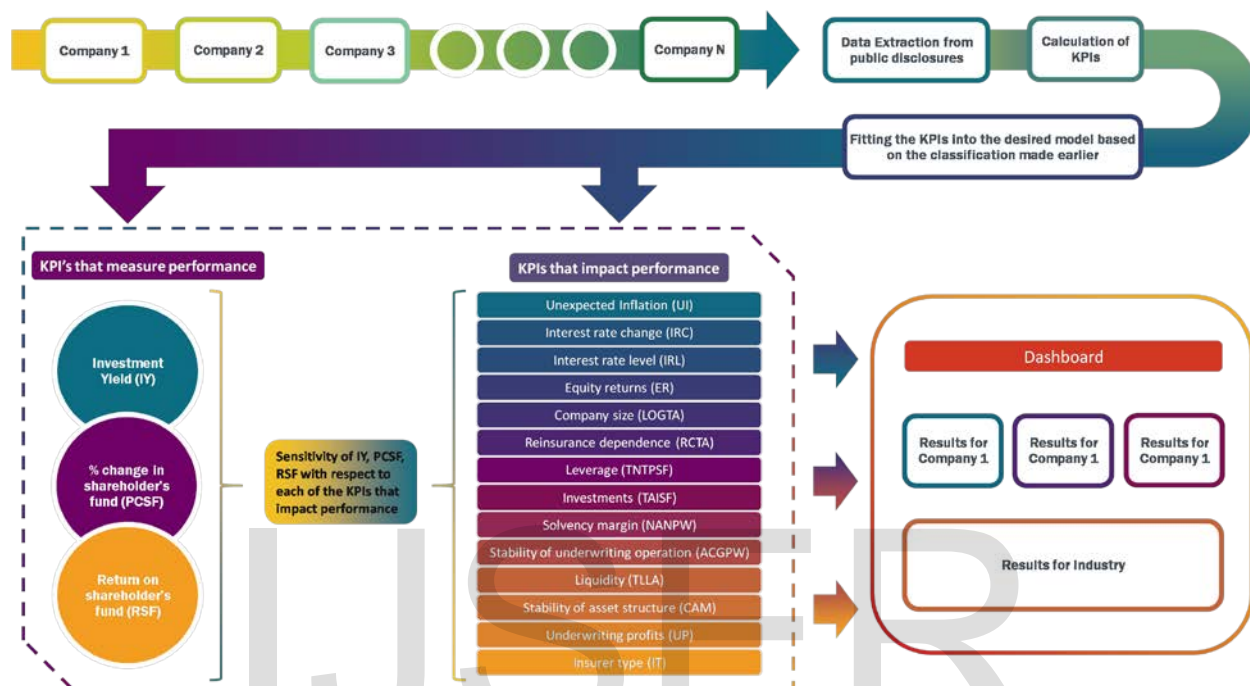 Company 1
Company 2
Company 3
Company N
Data Extraction from
public disclosures
Calculation of
KPIs
Fitting the KPIs into the desired model based
on the classification made earlier
KPI's that measure performance
Investment
Yield (IY)
% change in
shareholder's
fund (PCSF)
Return on
shareholder's
fund (RSF)
Sensitivity of IY, PCSF,
RSF with respect to
each of the KPIs that
impact performance
KPIs that impact performance
Unexpected Inflation (UI)
Interest rate change (IRC)
Interest rate level (IRL)
Equity returns (ER)
Company size (LOGTA)
Reinsurance dependence (RCTA)
Leverage (TNTPSF)
Investments (TAISF)
Solvency margin (NANPW)
Stability of underwriting operation (ACGPW)
Liquidity (TLLA)
Stability of asset structure (CAM)
Underwriting profits (UP)
Insurer type (IT)
Dashboard
Results for
Company 1
Results for
Company 1
Results for
Company 1
Results for Industry
IJSER